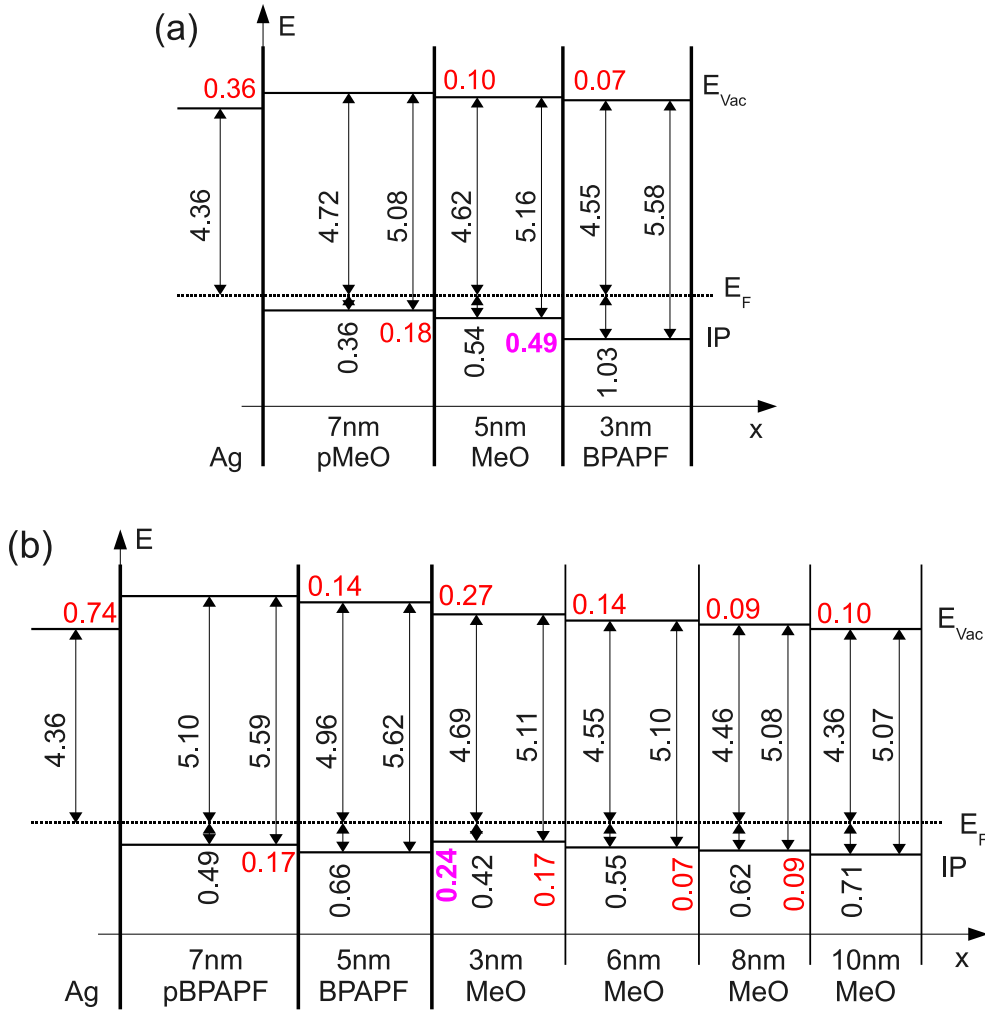 (a)
E
0.36
0.10
0.07
E_Vac
4.36
4.72
5.08
4.62
5.16
4.55
5.58
E_F
0.36
0.18
0.54
0.49
1.03
IP
x
7nm
5nm
3nm
Ag
pMeO
MeO
BPAPF
(b)
E
0.74
0.14
0.27
0.14
0.09
0.10
E_Vac
4.36
5.10
5.59
4.96
5.62
4.69
5.11
4.55
5.10
4.46
5.08
4.36
5.07
E_F
0.49
0.17
0.66
0.24
0.42
0.17
0.55
0.07
0.62
0.09
0.71
IP
x
7nm
5nm
3nm
6nm
8nm
10nm
Ag
pBPAPF
BPAPF
MeO
MeO
MeO
MeO